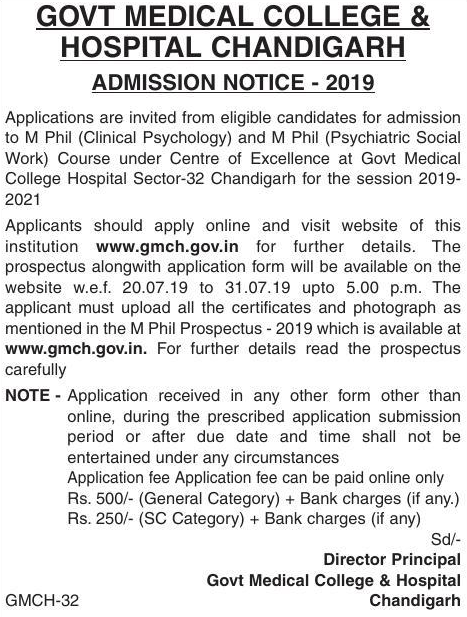 GOVT MEDICAL COLLEGE &
HOSPITAL CHANDIGARH
ADMISSION NOTICE - 2019
Applications are invited from eligible candidates for admission
to M Phil (Clinical Psychology) and M Phil (Psychiatric Social
Work) Course under Centre of Excellence at Govt Medical
College Hospital Sector-32 Chandigarh for the session 2019-
2021
Applicants should apply online and visit website of this
institution www.gmch.gov.in for further details. The
prospectus alongwith application form will be available on the
website w.e.f. 20.07.19 to 31.07.19 upto 5.00 p.m. The
applicant must upload all the certificates and photograph as
mentioned in the M Phil Prospectus - 2019 which is available at
www.gmch.gov.in. For further details read the prospectus
carefully
NOTE - Application received in any other form other than
online, during the prescribed application submission
period or after due date and time shall not be
entertained under any circumstances
Application fee Application fee can be paid online only
Rs. 500/- (General Category) + Bank charges (if any.)
Rs. 250/- (SC Category) + Bank charges (if any)
Sd/-
Director Principal
Govt Medical College & Hospital
GMCH-32 Chandigarh